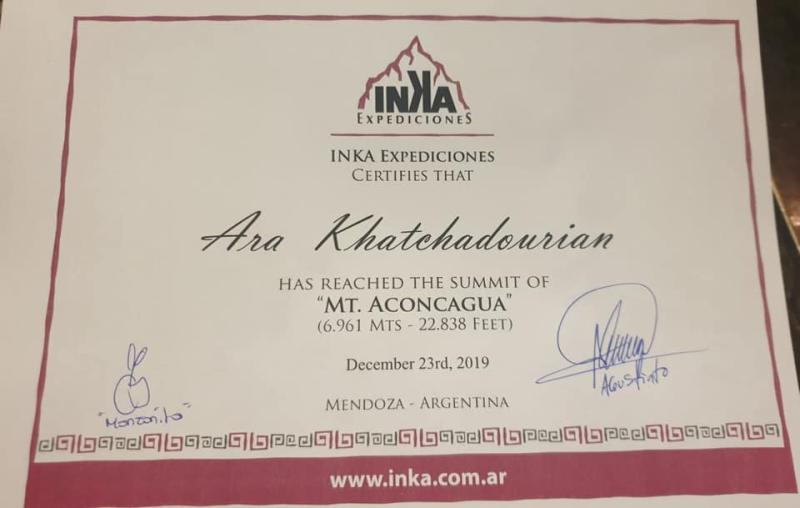 INKA
EXPEDICIONES
INKA EXPEDICIONES
CERTIFIES THAT
Ara Khatchadourian
HAS REACHED THE SUMMIT OF
"MT. ACONCAGUA"
(6.961 MTS - 22.838 FEET)
December 23rd, 2019
AGUSTINTO
"Manzanito"
MENDOZA - ARGENTINA
www.inka.com.ar